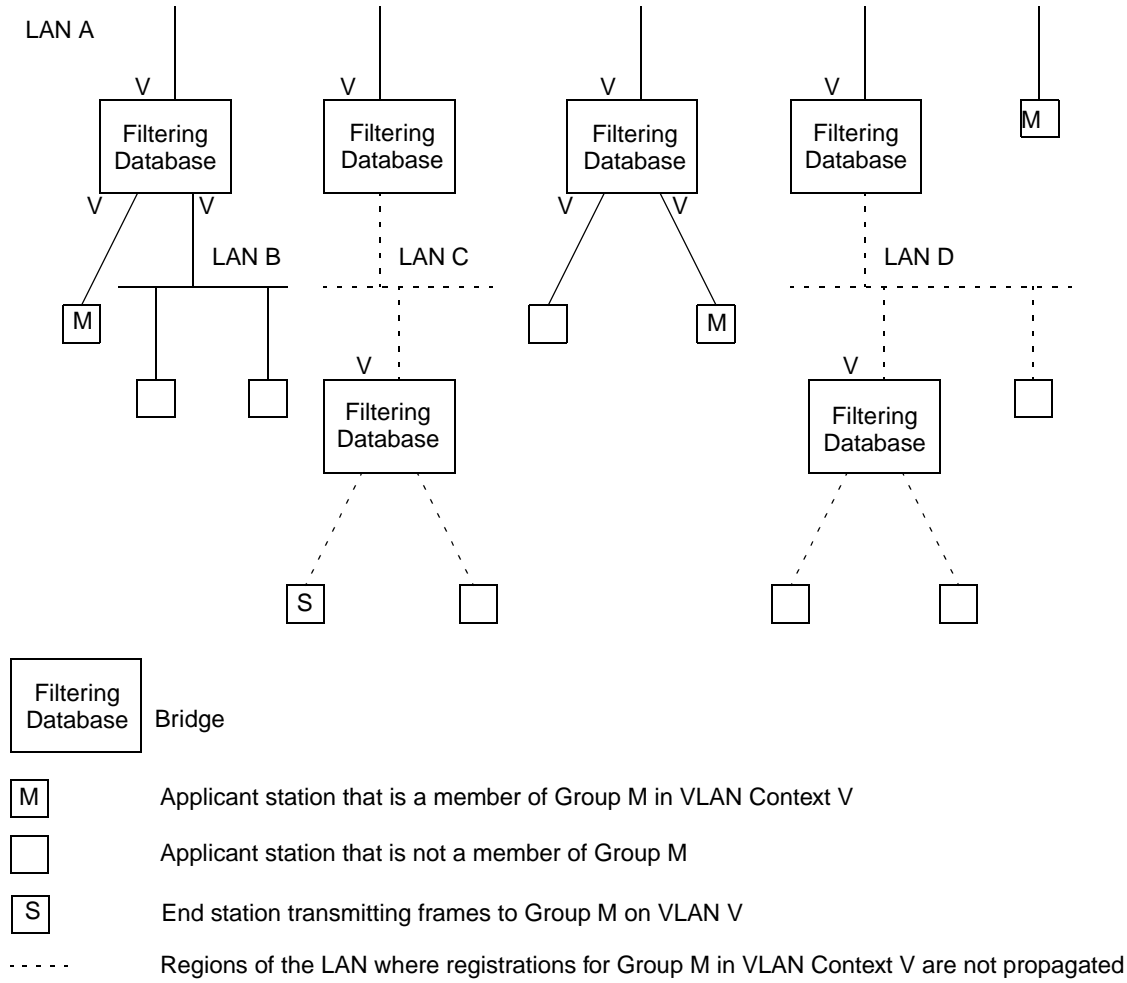 LAN A
V
V
V
V
Filtering
Database
Filtering
Database
Filtering
Database
Filtering
Database
M
V
V
V
V
LAN B
LAN C
LAN D
M
M
V
V
Filtering
Database
Filtering
Database
S
Filtering
Database
Bridge
M
Applicant station that is a member of Group M in VLAN Context V
Applicant station that is not a member of Group M
S
End station transmitting frames to Group M on VLAN V
Regions of the LAN where registrations for Group M in VLAN Context V are not propagated